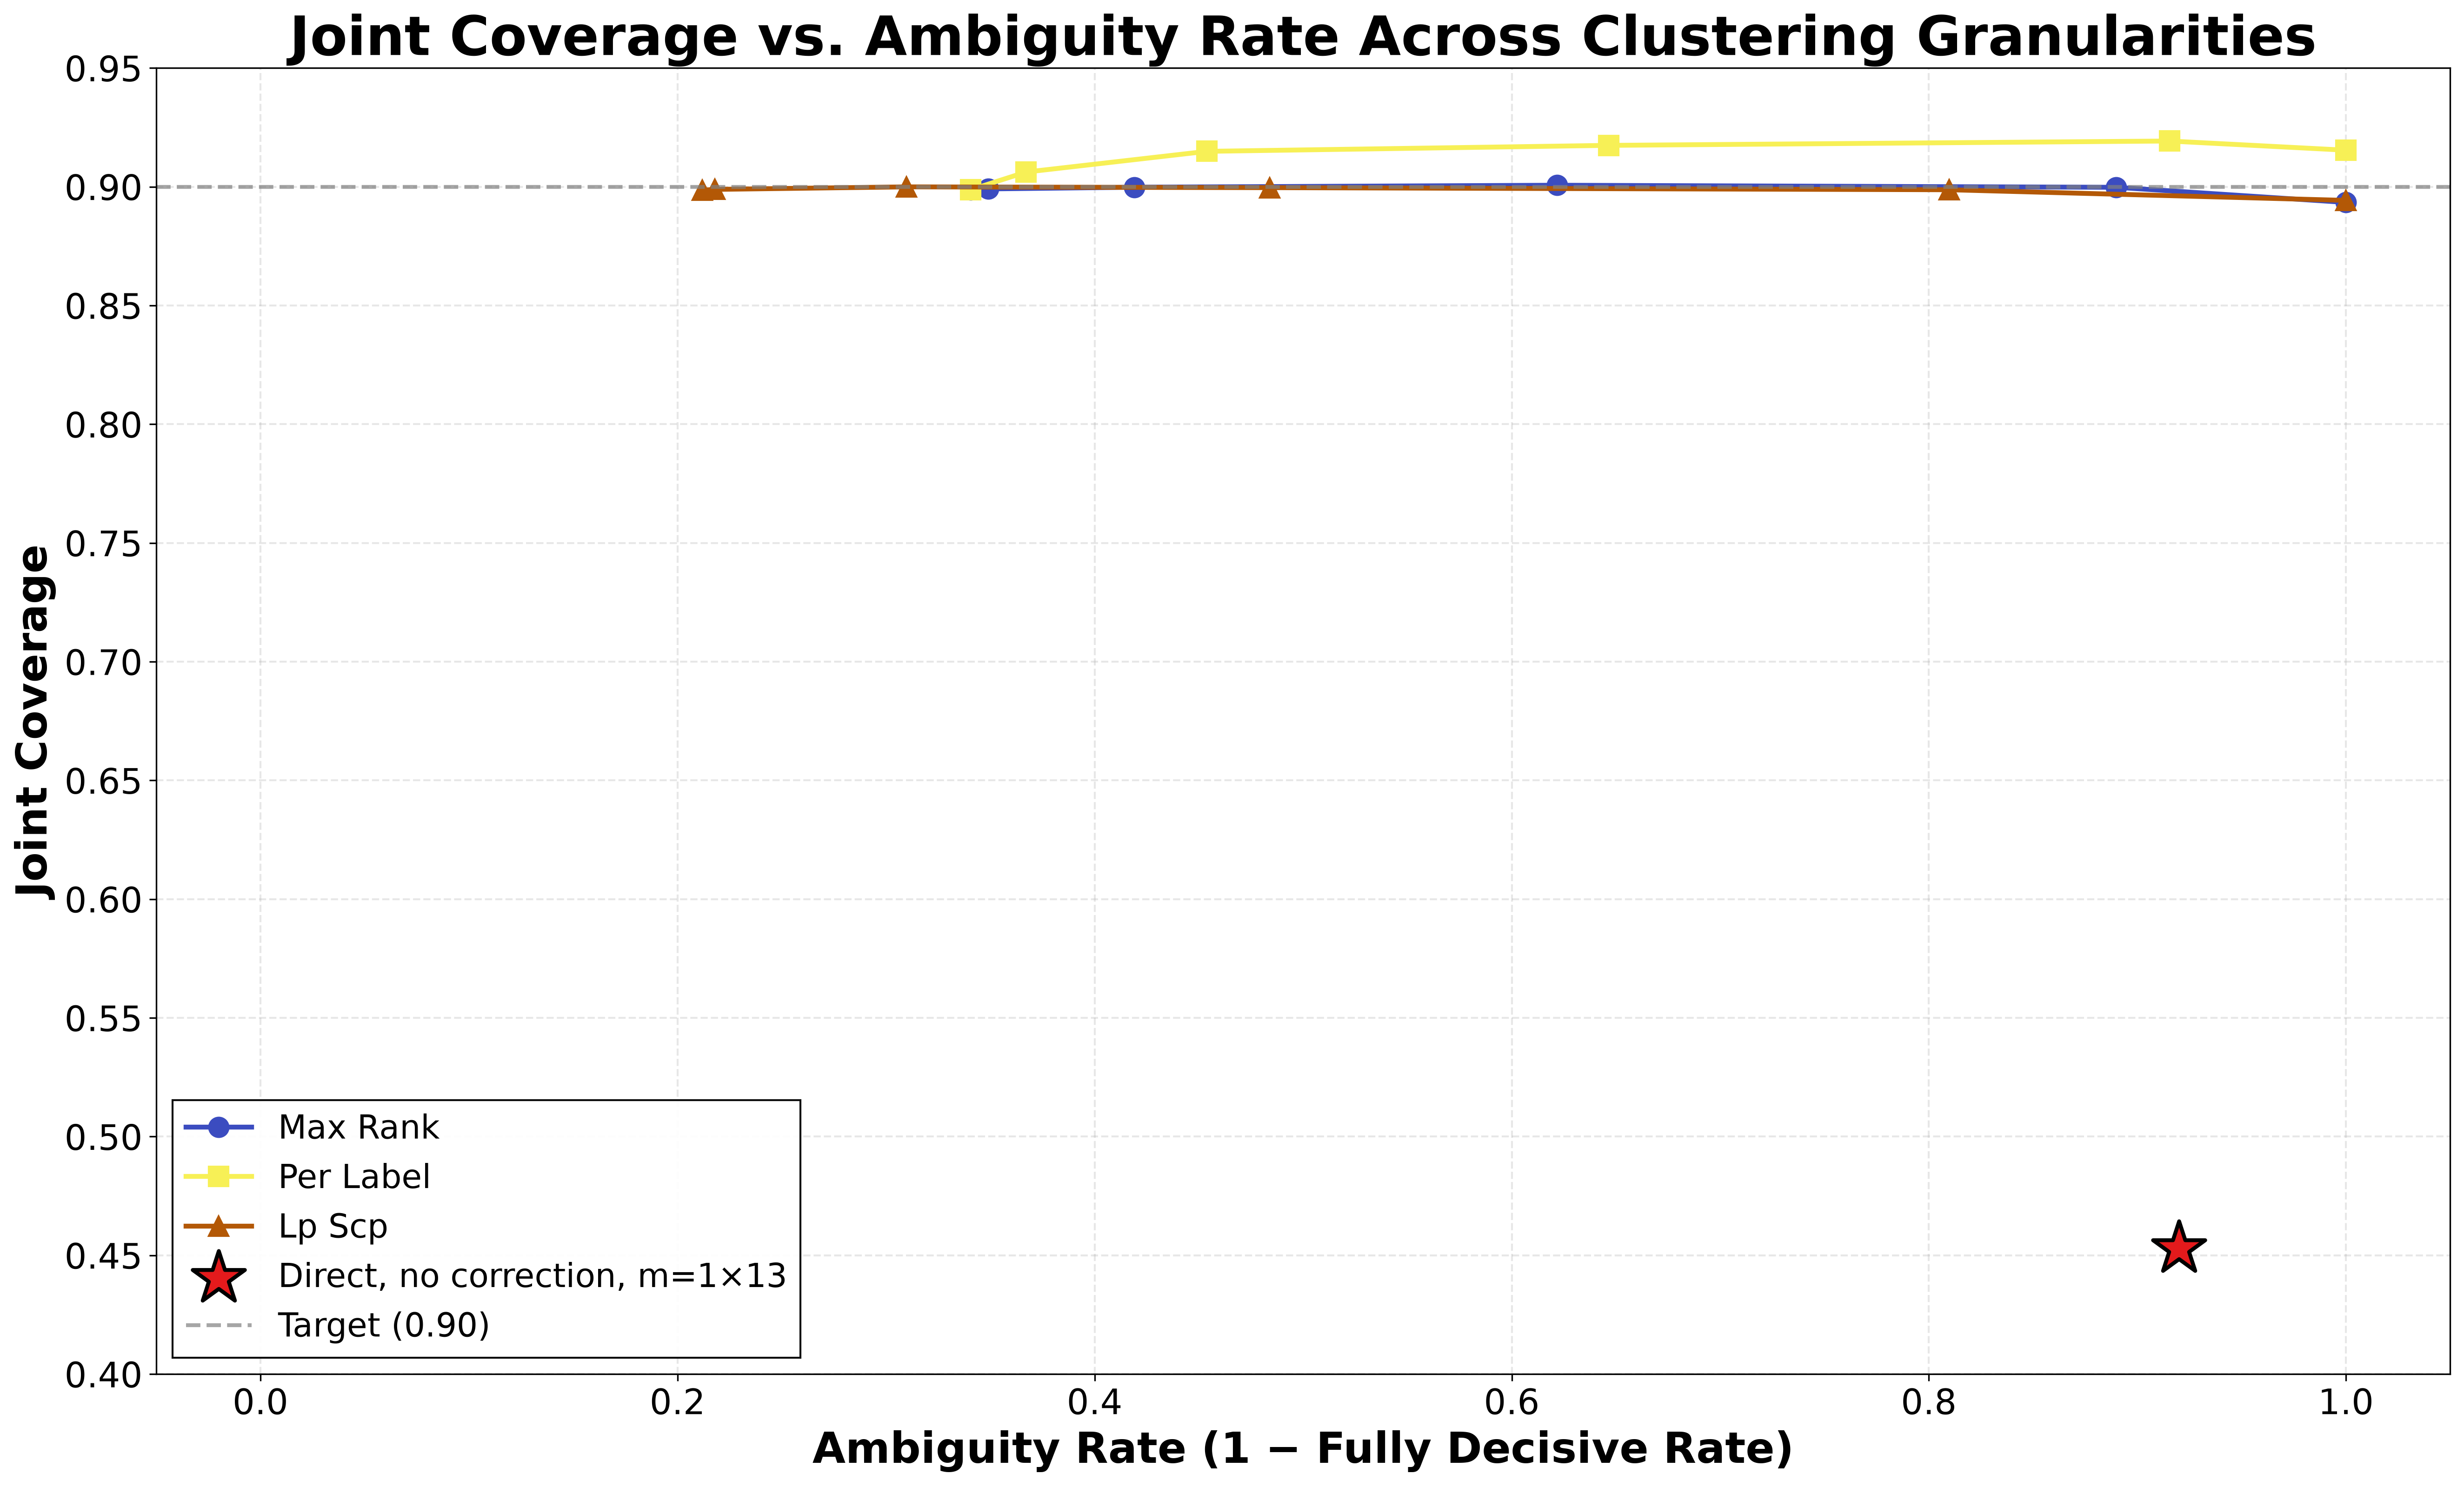 Joint Coverage vs. Ambiguity Rate Across Clustering Granularities
0.95
0.90
0.85
0.80
0.75
0.70
0.65
0.60
0.55
0.50
0.45
0.40
Joint Coverage
Max Rank
Per Label
Lp Scp
Direct, no correction, m=1×13
Target (0.90)
0.0 0.2 0.4 0.6 0.8 1.0
Ambiguity Rate (1 − Fully Decisive Rate)